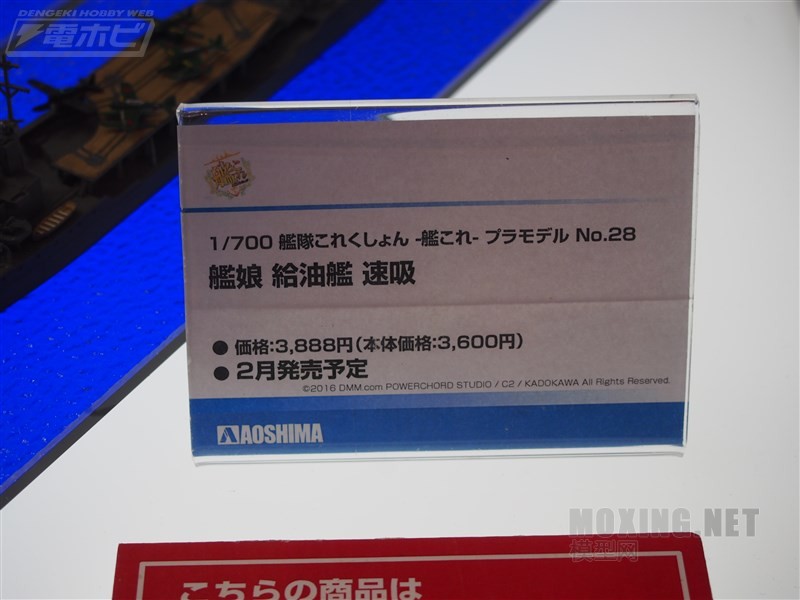 DENGEKI HOBBY WEB
電ホビ
1/700 艦隊これくしょん -艦これ- プラモデル No.28
艦娘 給油艦 速吸
● 価格:3,888円(本体価格:3,600円)
● 2月発売予定
©2016 DMM.com POWERCHORD STUDIO / C2 / KADOKAWA All Rights Reserved.
AOSHIMA
MOXING.NET
模型网
こちらの商品は